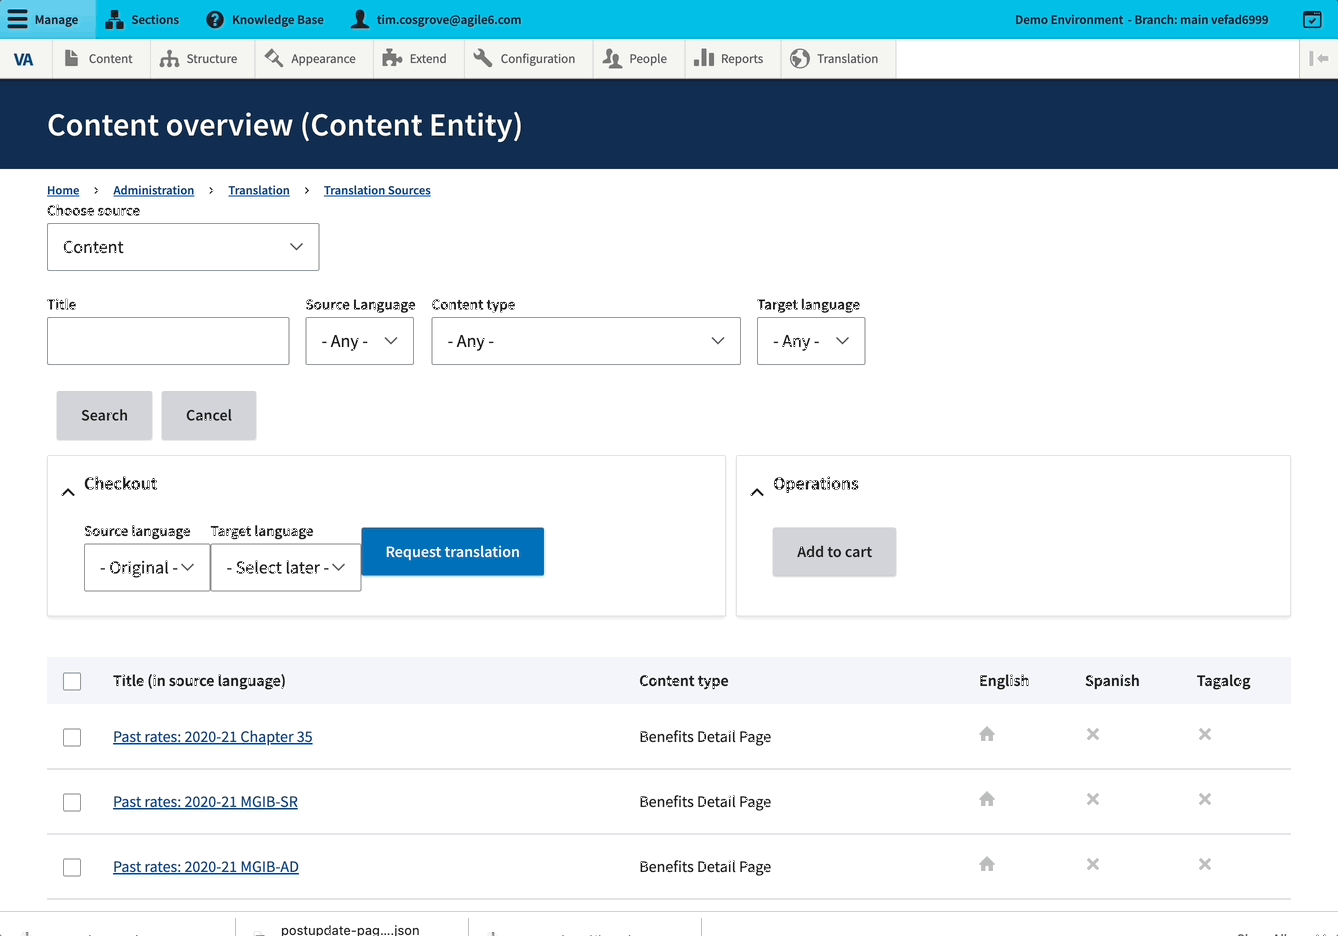 Manage Sections Knowledge Base tim.cosgrove@agile6.com Demo Environment - Branch: main vefad6999
VA Content Structure Appearance Extend Configuration People Reports Translation
Content overview (Content Entity)
Home › Administration › Translation › Translation Sources
Choose source
Content
Title Source Language Content type Target language
- Any - - Any - - Any -
Search Cancel
Checkout Operations
Source language Target language
Request translation Add to cart
- Original - - Select later -
Title (in source language) Content type English Spanish Tagalog
Past rates: 2020-21 Chapter 35 Benefits Detail Page
Past rates: 2020-21 MGIB-SR Benefits Detail Page
Past rates: 2020-21 MGIB-AD Benefits Detail Page
postupdate-pag....json